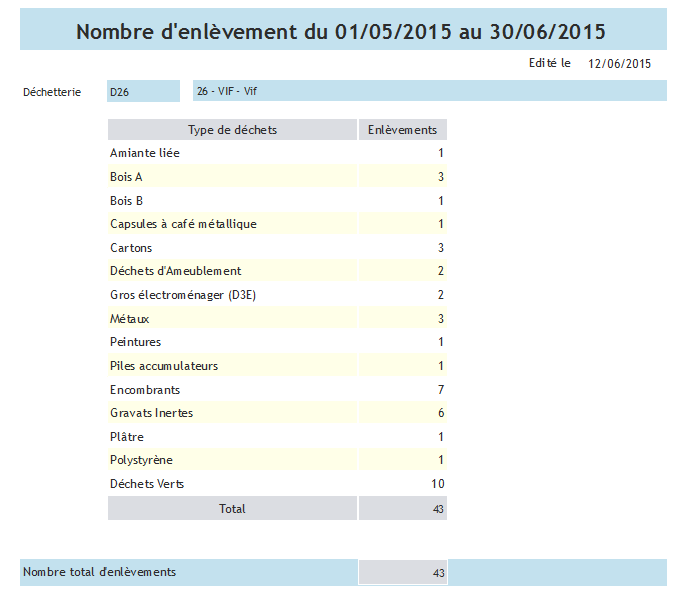 Nombre d'enlèvement du 01/05/2015 au 30/06/2015
Edité le 12/06/2015
Déchetterie D26 26 - VIF - Vif
Type de déchets Enlèvements
Amiante liée 1
Bois A 3
Bois B 1
Capsules à café métallique 1
Cartons 3
Déchets d'Ameublement 2
Gros électroménager (D3E) 2
Métaux 3
Peintures 1
Piles accumulateurs 1
Encombrants 7
Gravats Inertes 6
Plâtre 1
Polystyrène 1
Déchets Verts 10
Total 43
Nombre total d'enlèvements 43